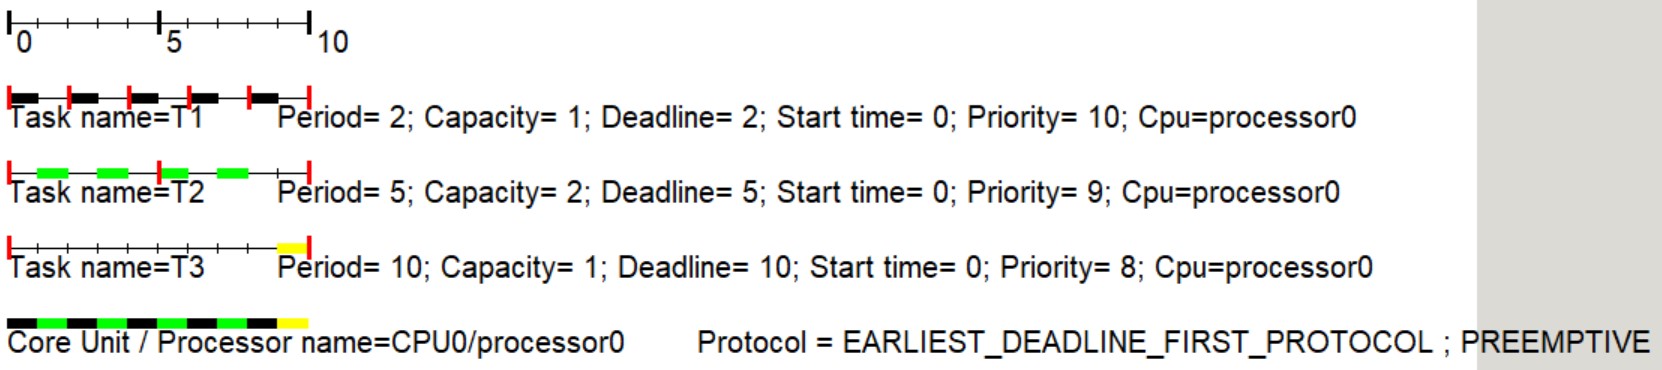 0 5 10
Task name=T1 Period= 2; Capacity= 1; Deadline= 2; Start time= 0; Priority= 10; Cpu=processor0
Task name=T2 Period= 5; Capacity= 2; Deadline= 5; Start time= 0; Priority= 9; Cpu=processor0
Task name=T3 Period= 10; Capacity= 1; Deadline= 10; Start time= 0; Priority= 8; Cpu=processor0
Core Unit / Processor name=CPU0/processor0 Protocol = EARLIEST_DEADLINE_FIRST_PROTOCOL ; PREEMPTIVE